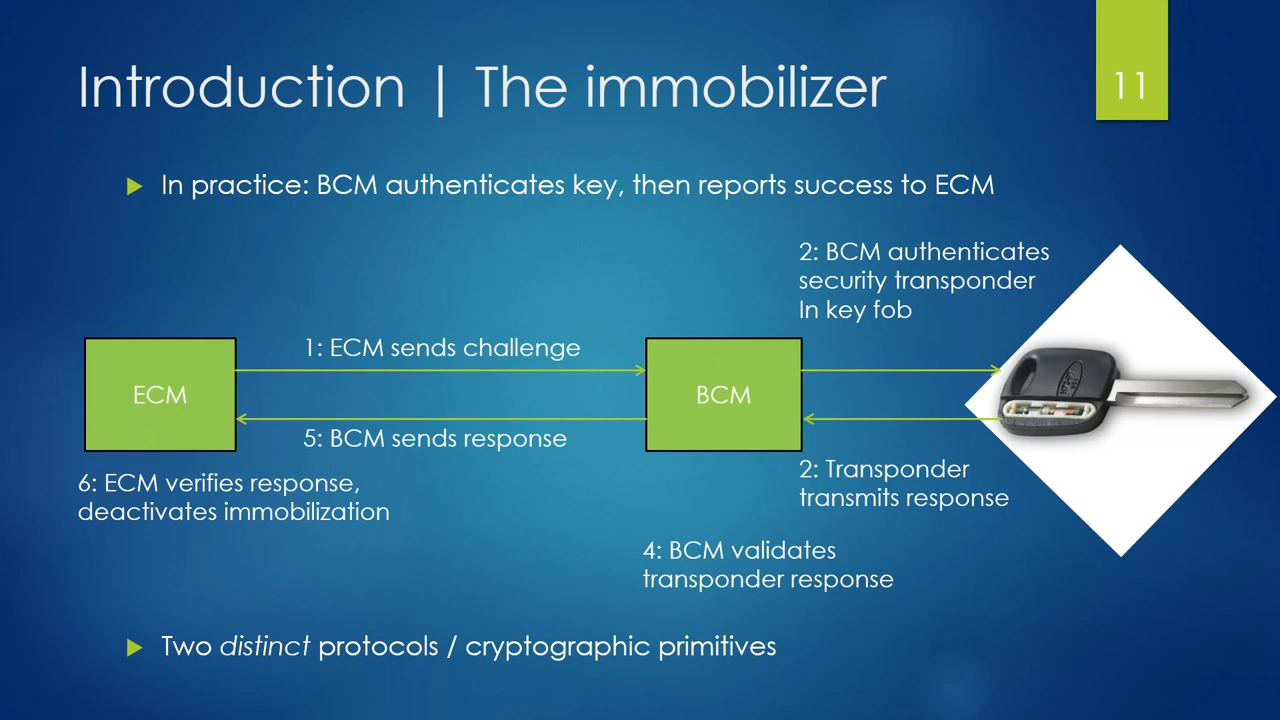 Introduction | The immobilizer
11
In practice: BCM authenticates key, then reports success to ECM
2: BCM authenticates
security transponder
In key fob
1: ECM sends challenge
ECM
BCM
5: BCM sends response
2: Transponder
transmits response
6: ECM verifies response,
deactivates immobilization
4: BCM validates
transponder response
Two distinct protocols / cryptographic primitives